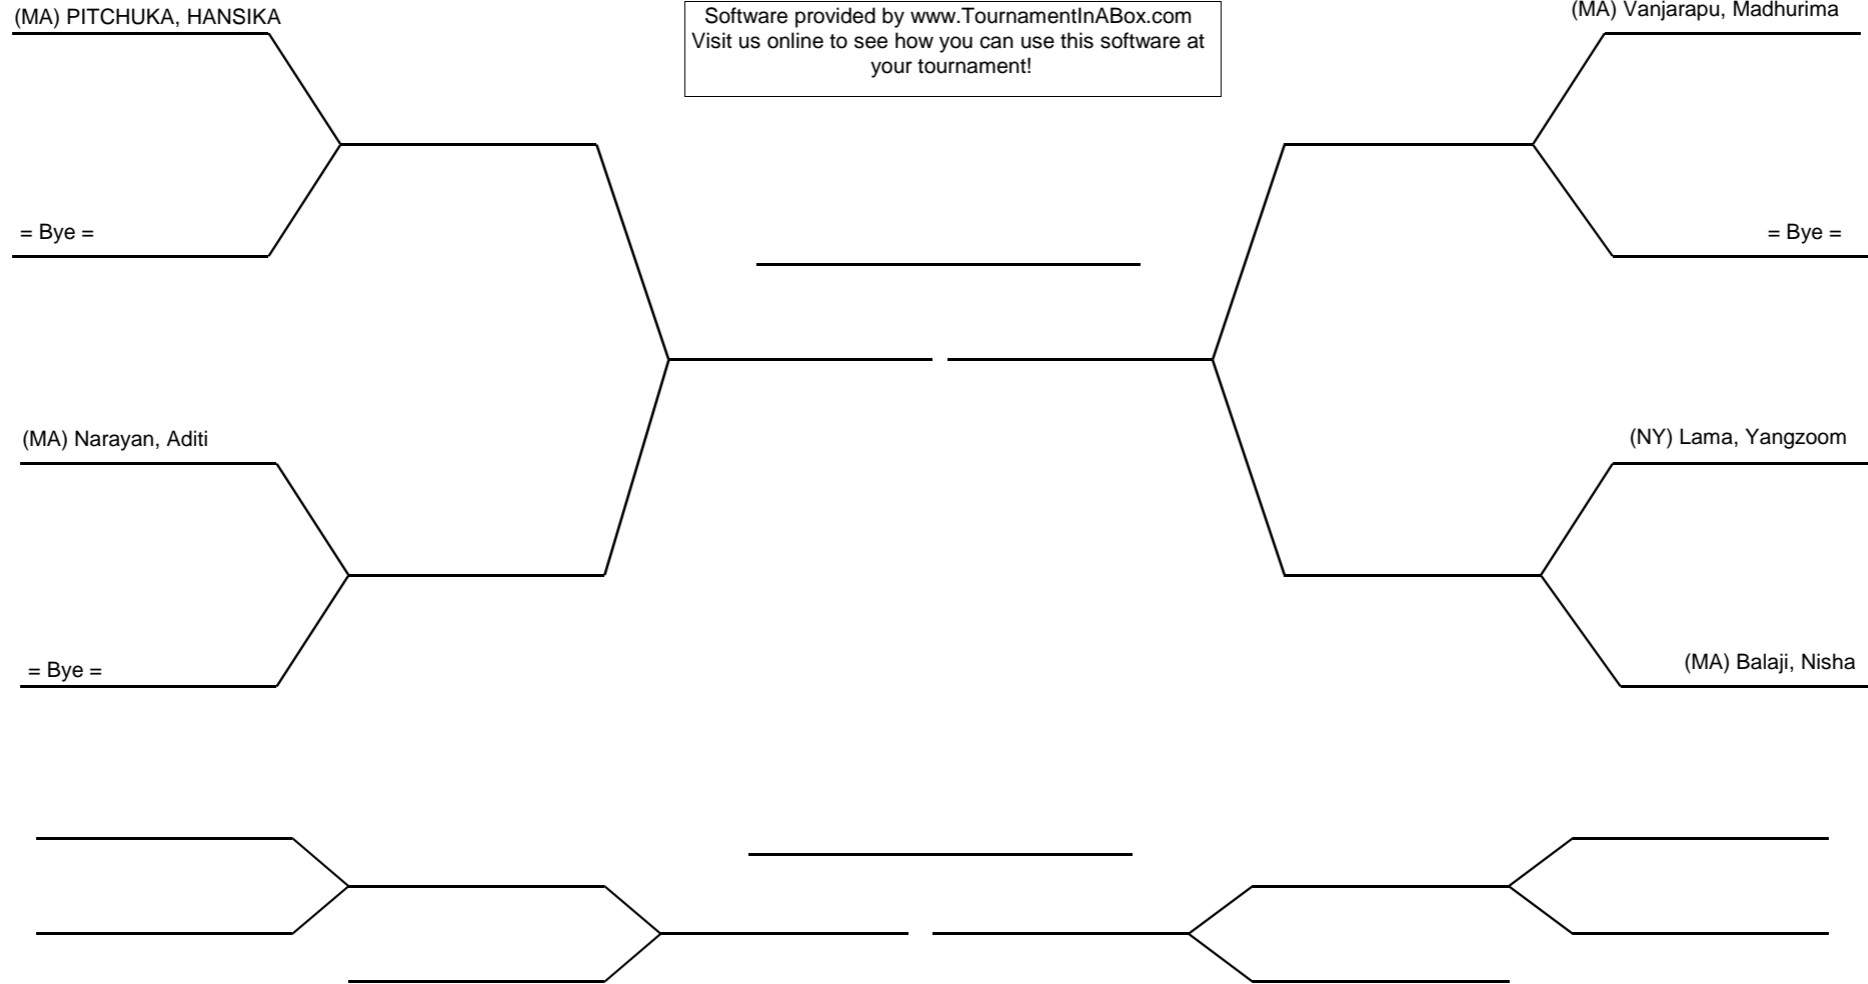 (MA) PITCHUKA, HANSIKA
Software provided by www.TournamentInABox.com
Visit us online to see how you can use this software at
your tournament!
(MA) Vanjarapu, Madhurima
= Bye =
= Bye =
(MA) Narayan, Aditi
(NY) Lama, Yangzoom
= Bye =
(MA) Balaji, Nisha